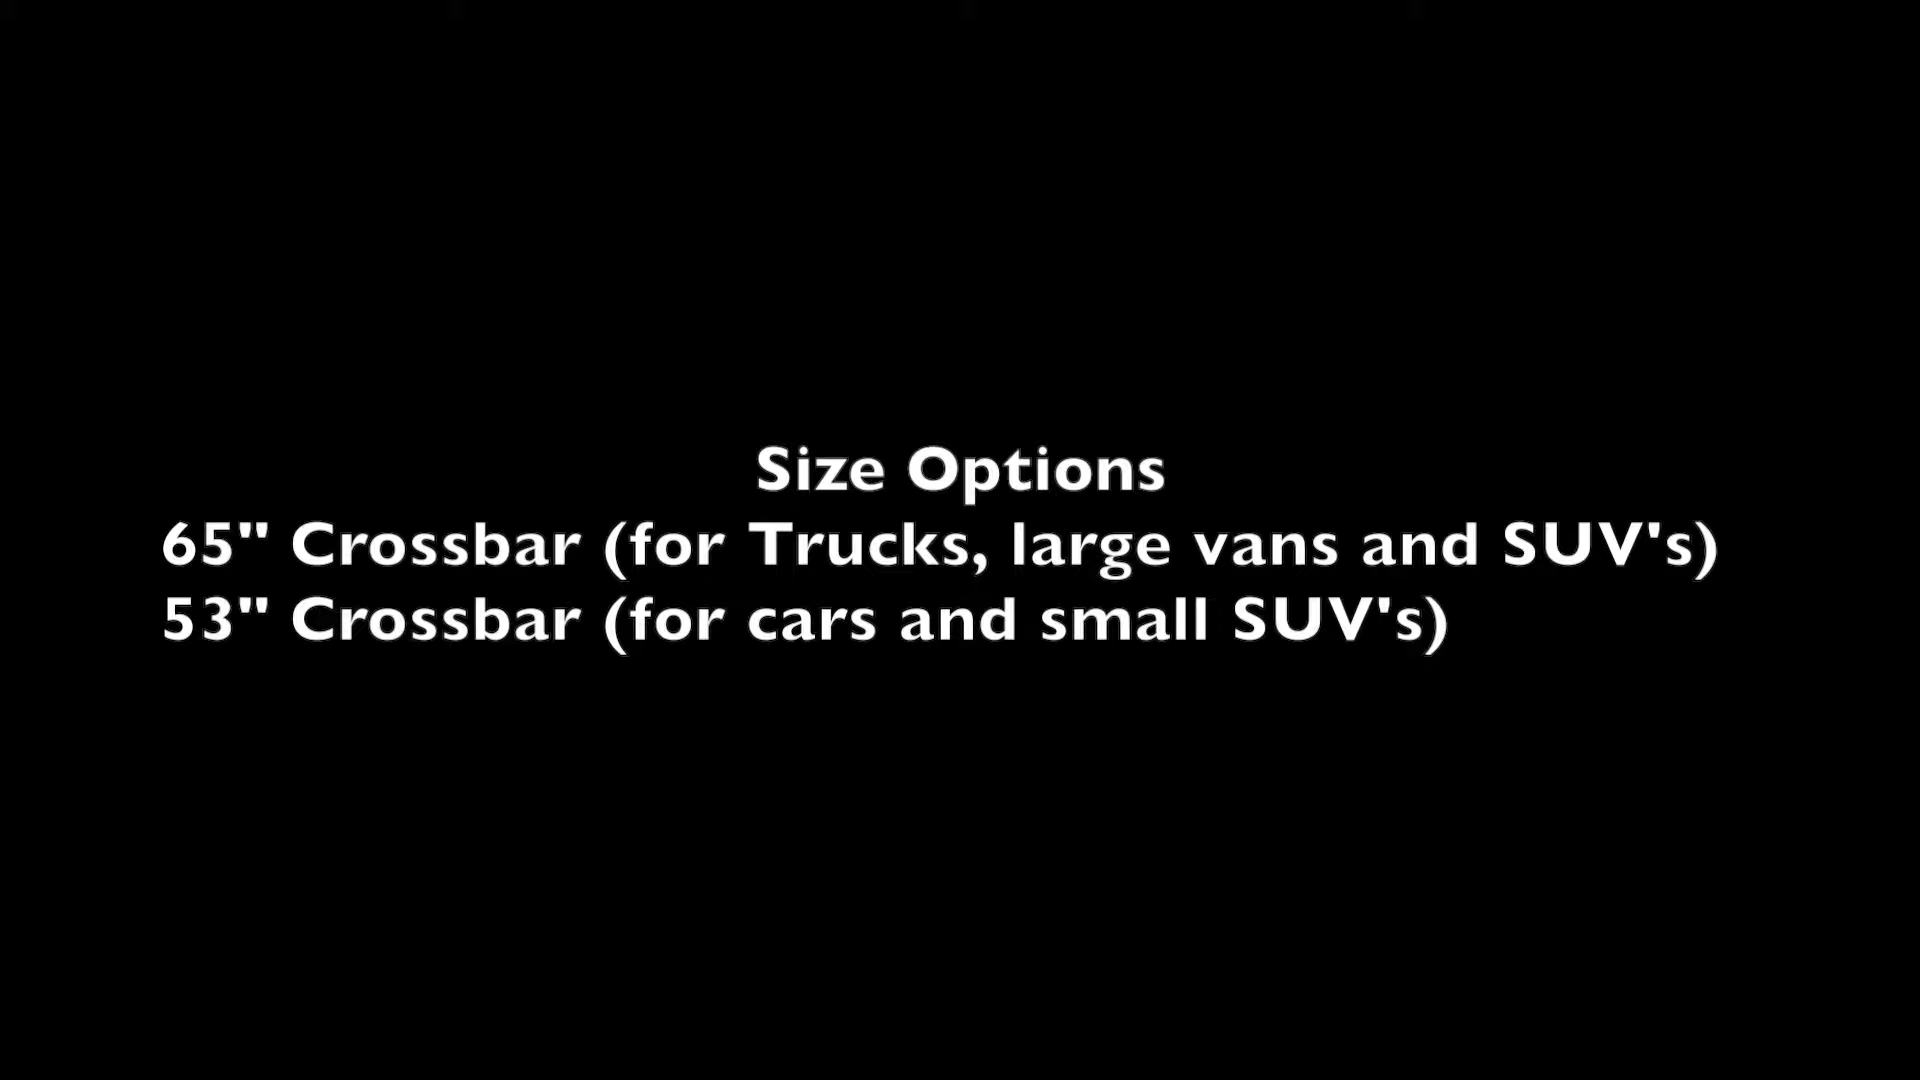 Size Options
65" Crossbar (for Trucks, large vans and SUV's)
53" Crossbar (for cars and small SUV's)